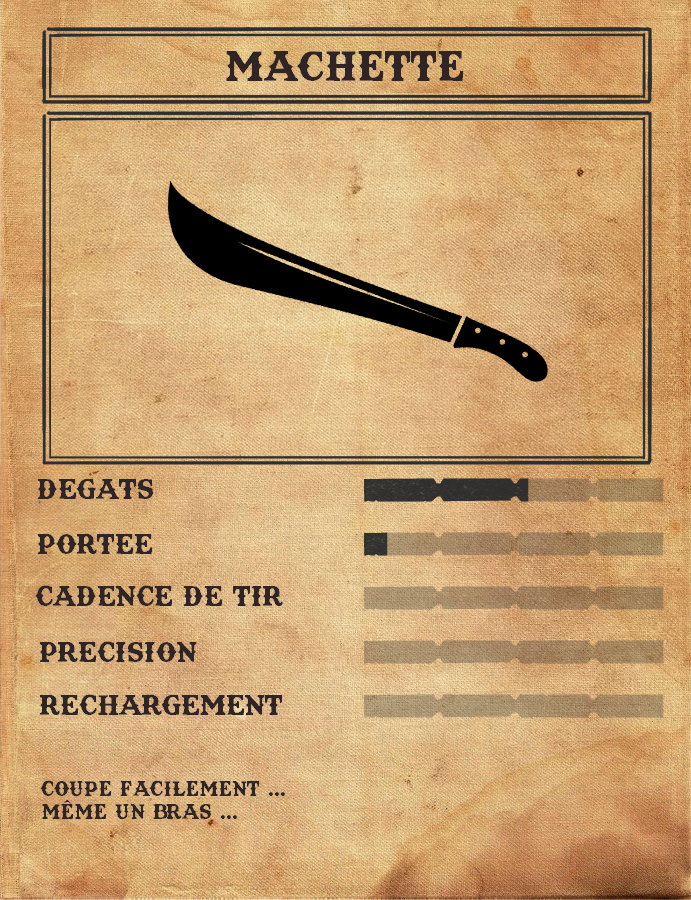 MACHETTE
DEGATS
PORTEE
CADENCE DE TIR
PRECISION
RECHARGEMENT
COUPE FACILEMENT ...
MÊME UN BRAS ...